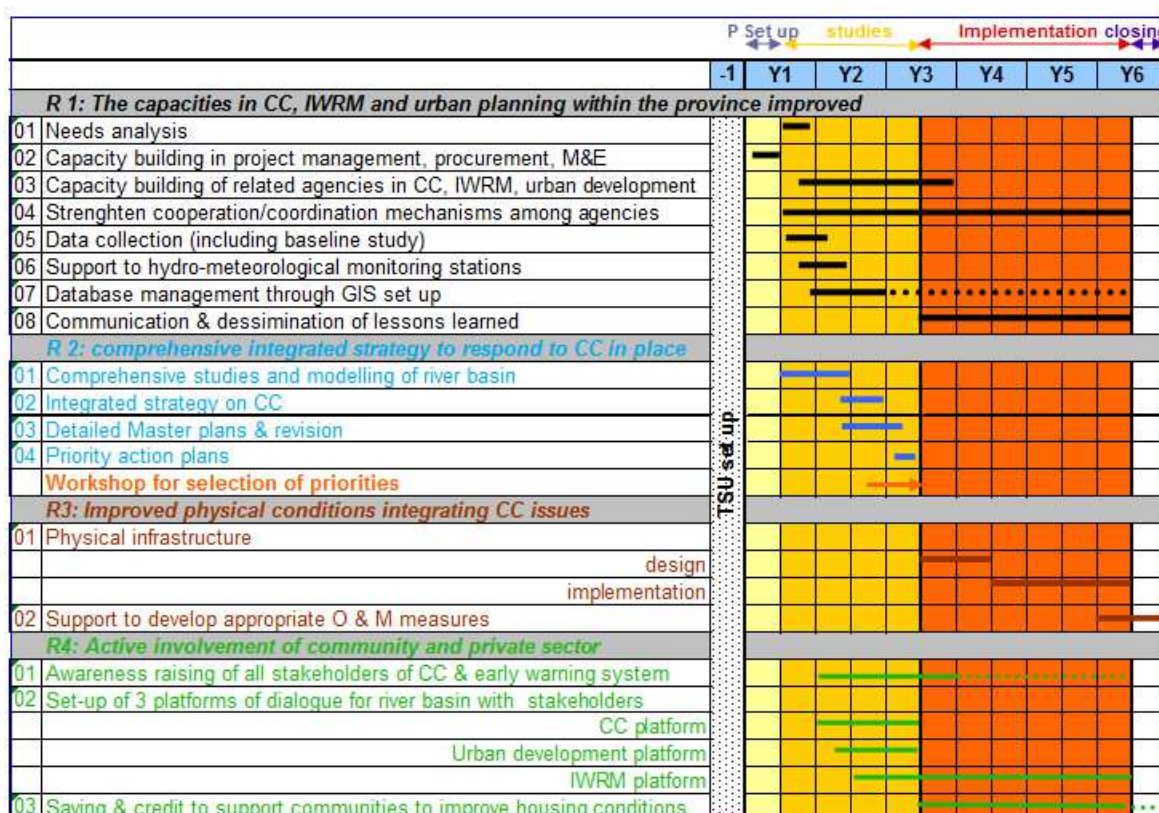 P Set up studies Implementation closing
-1 Y1 Y2 Y3 Y4 Y5 Y6
R 1: The capacities in CC, IWRM and urban planning within the province improved
01 Needs analysis
02 Capacity building in project management, procurement, M&E
03 Capacity building of related agencies in CC, IWRM, urban development
04 Strenghten cooperation/coordination mechanisms among agencies
05 Data collection (including baseline study)
06 Support to hydro-meteorological monitoring stations
07 Database management through GIS set up
08 Communication & dessimination of lessons learned
R 2: comprehensive integrated strategy to respond to CC in place
01 Comprehensive studies and modelling of river basin
02 Integrated strategy on CC
03 Detailed Master plans & revision
04 Priority action plans
Workshop for selection of priorities
TSU set up
R3: Improved physical conditions integrating CC issues
01 Physical infrastructure
design
implementation
02 Support to develop appropriate O & M measures
R4: Active involvement of community and private sector
01 Awareness raising of all stakeholders of CC & early warning system
02 Set-up of 3 platforms of dialogue for river basin with stakeholders
CC platform
Urban development platform
IWRM platform
03 Saving & credit to support communities to improve housing conditions